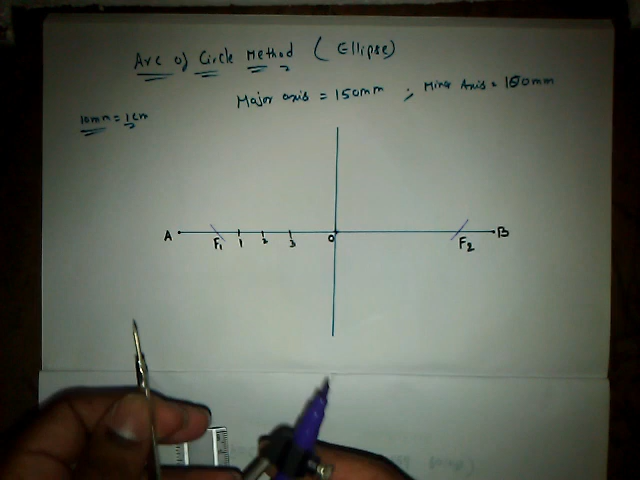 Arc of Circle Method ( Ellipse)
Major axis = 150mm ; Minor Axis = 100mm
10mm = 1cm
A F1 1 2 3 O F2 B